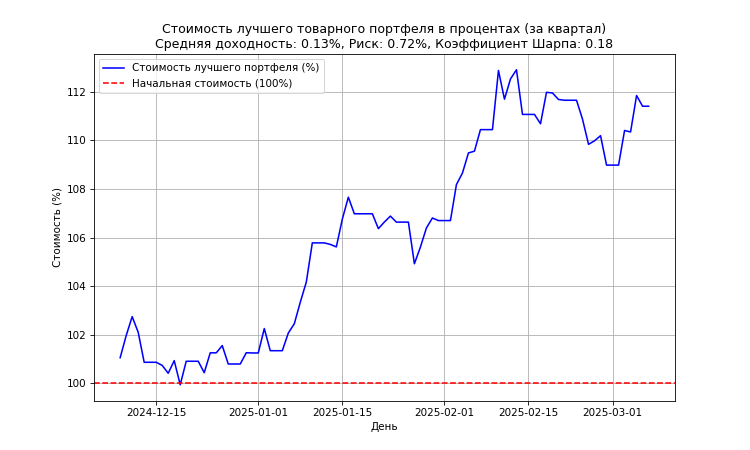 Стоимость лучшего товарного портфеля в процентах (за квартал)
Средняя доходность: 0.13%, Риск: 0.72%, Коэффициент Шарпа: 0.18
Стоимость лучшего портфеля (%)
Начальная стоимость (100%)
Стоимость (%)
112
110
108
106
104
102
100
2024-12-15
2025-01-01
2025-01-15
2025-02-01
2025-02-15
2025-03-01
День